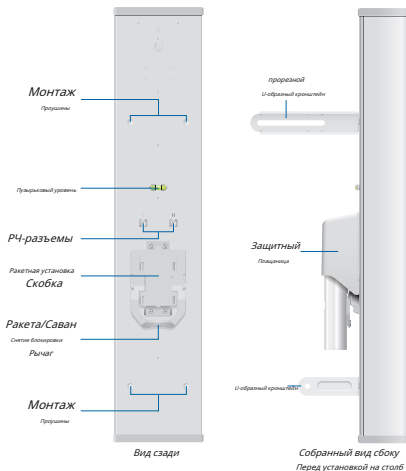 Монтаж
Проушины
Пузырьковый уровень
РЧ-разъемы
Ракетная установка
Скобка
Ракета/Саван
Снятие блокировки
Рычаг
Монтаж
Проушины
Вид сзади
прорезной
U-образный кронштейн
Защитный
Плащаница
U-образный кронштейн
Собранный вид сбоку
Перед установкой на столб